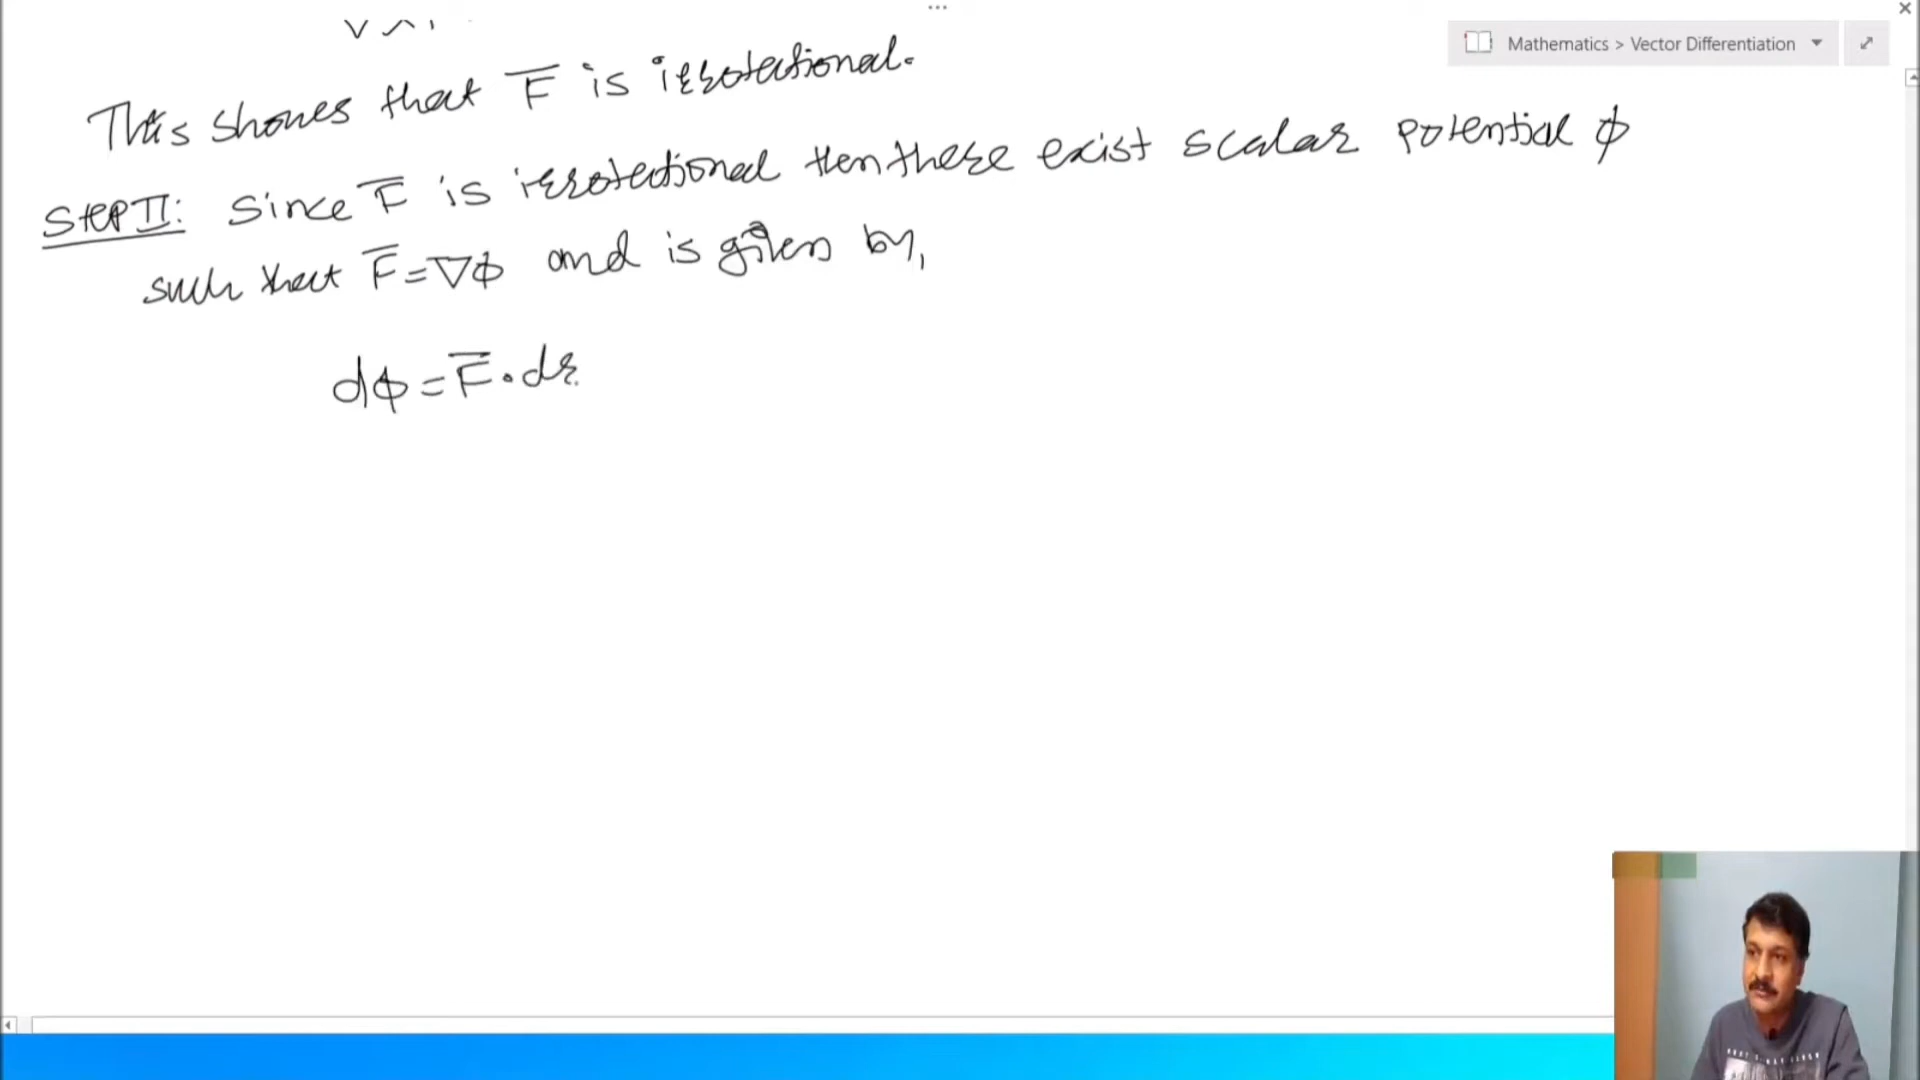 Mathematics > Vector Differentiation
This shows that F̅ is irrotational.
Step II: Since F̅ is irrotational then there exist scalar potential ϕ
such that F̅ = ∇ϕ and is given by,
dϕ = F̅ · dr